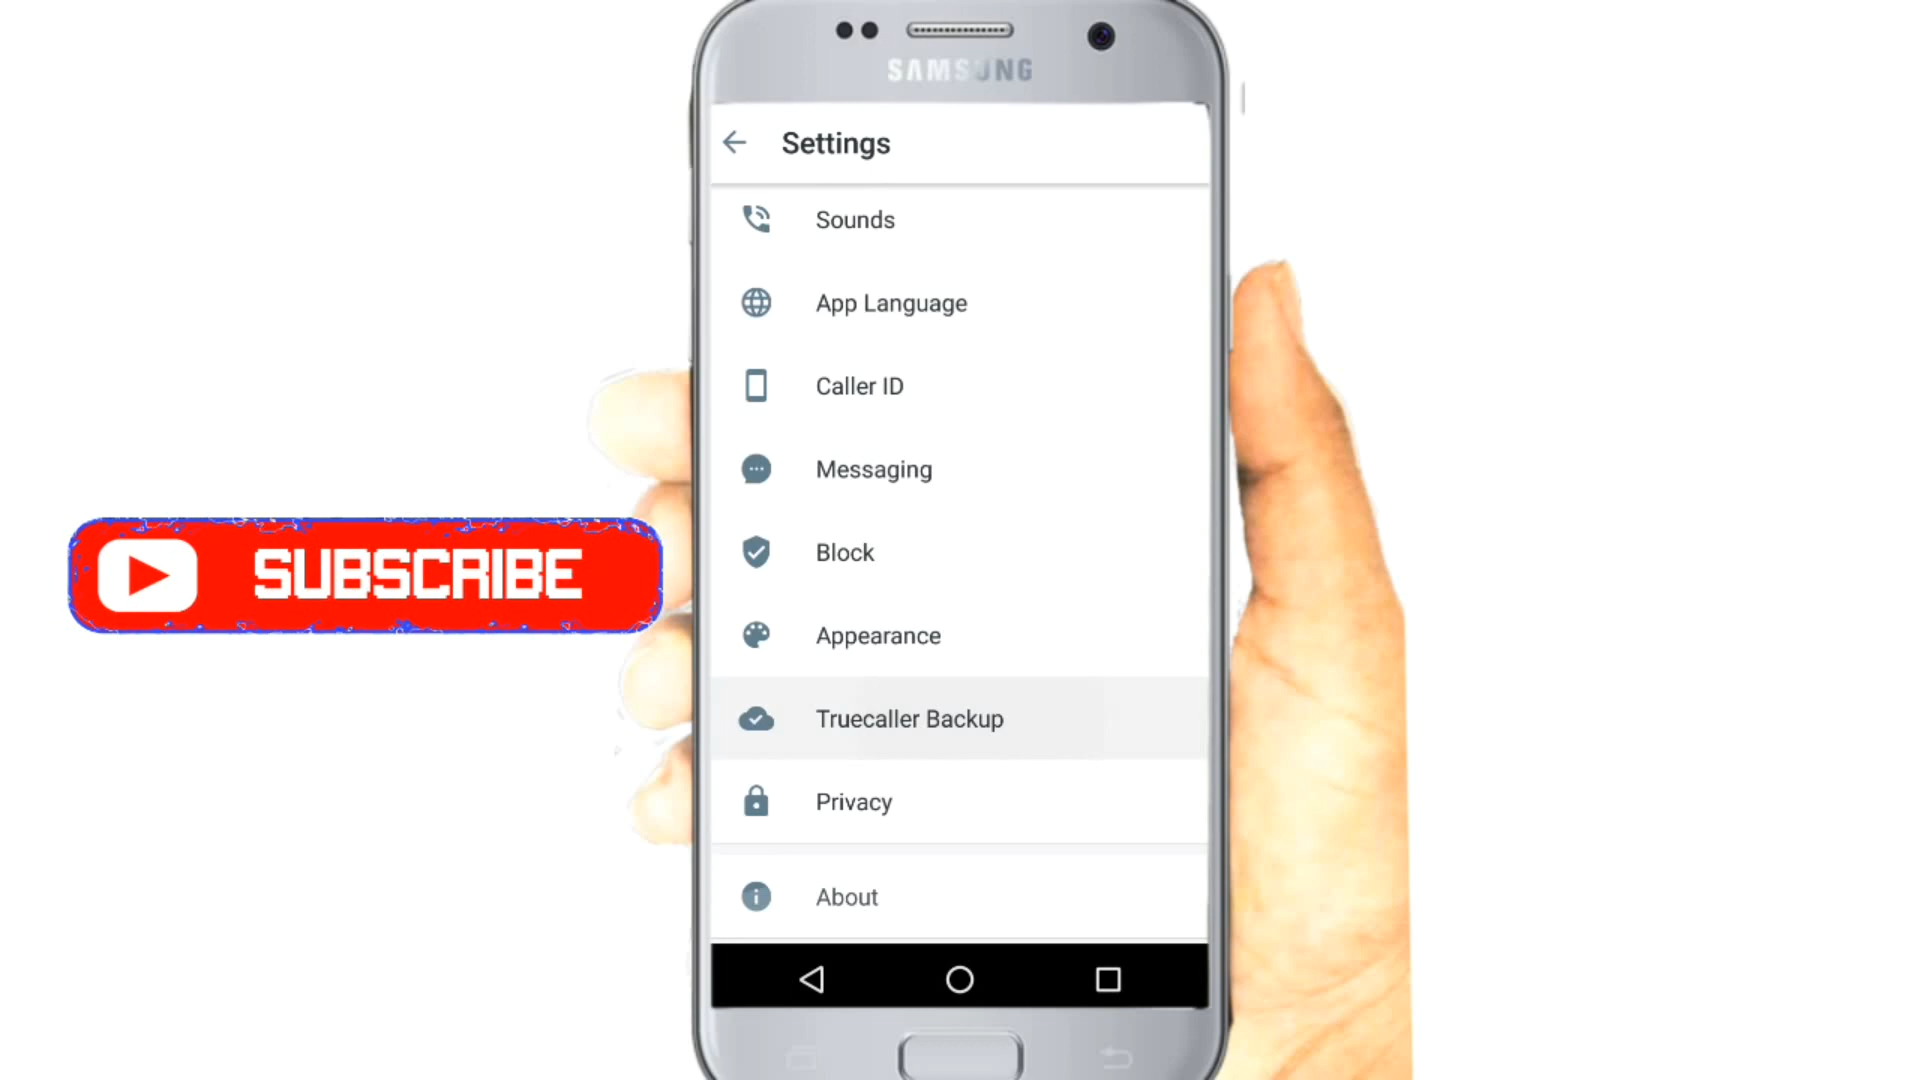 SAMSUNG
Settings
Sounds
App Language
Caller ID
Messaging
Block
SUBSCRIBE
Appearance
Truecaller Backup
Privacy
About